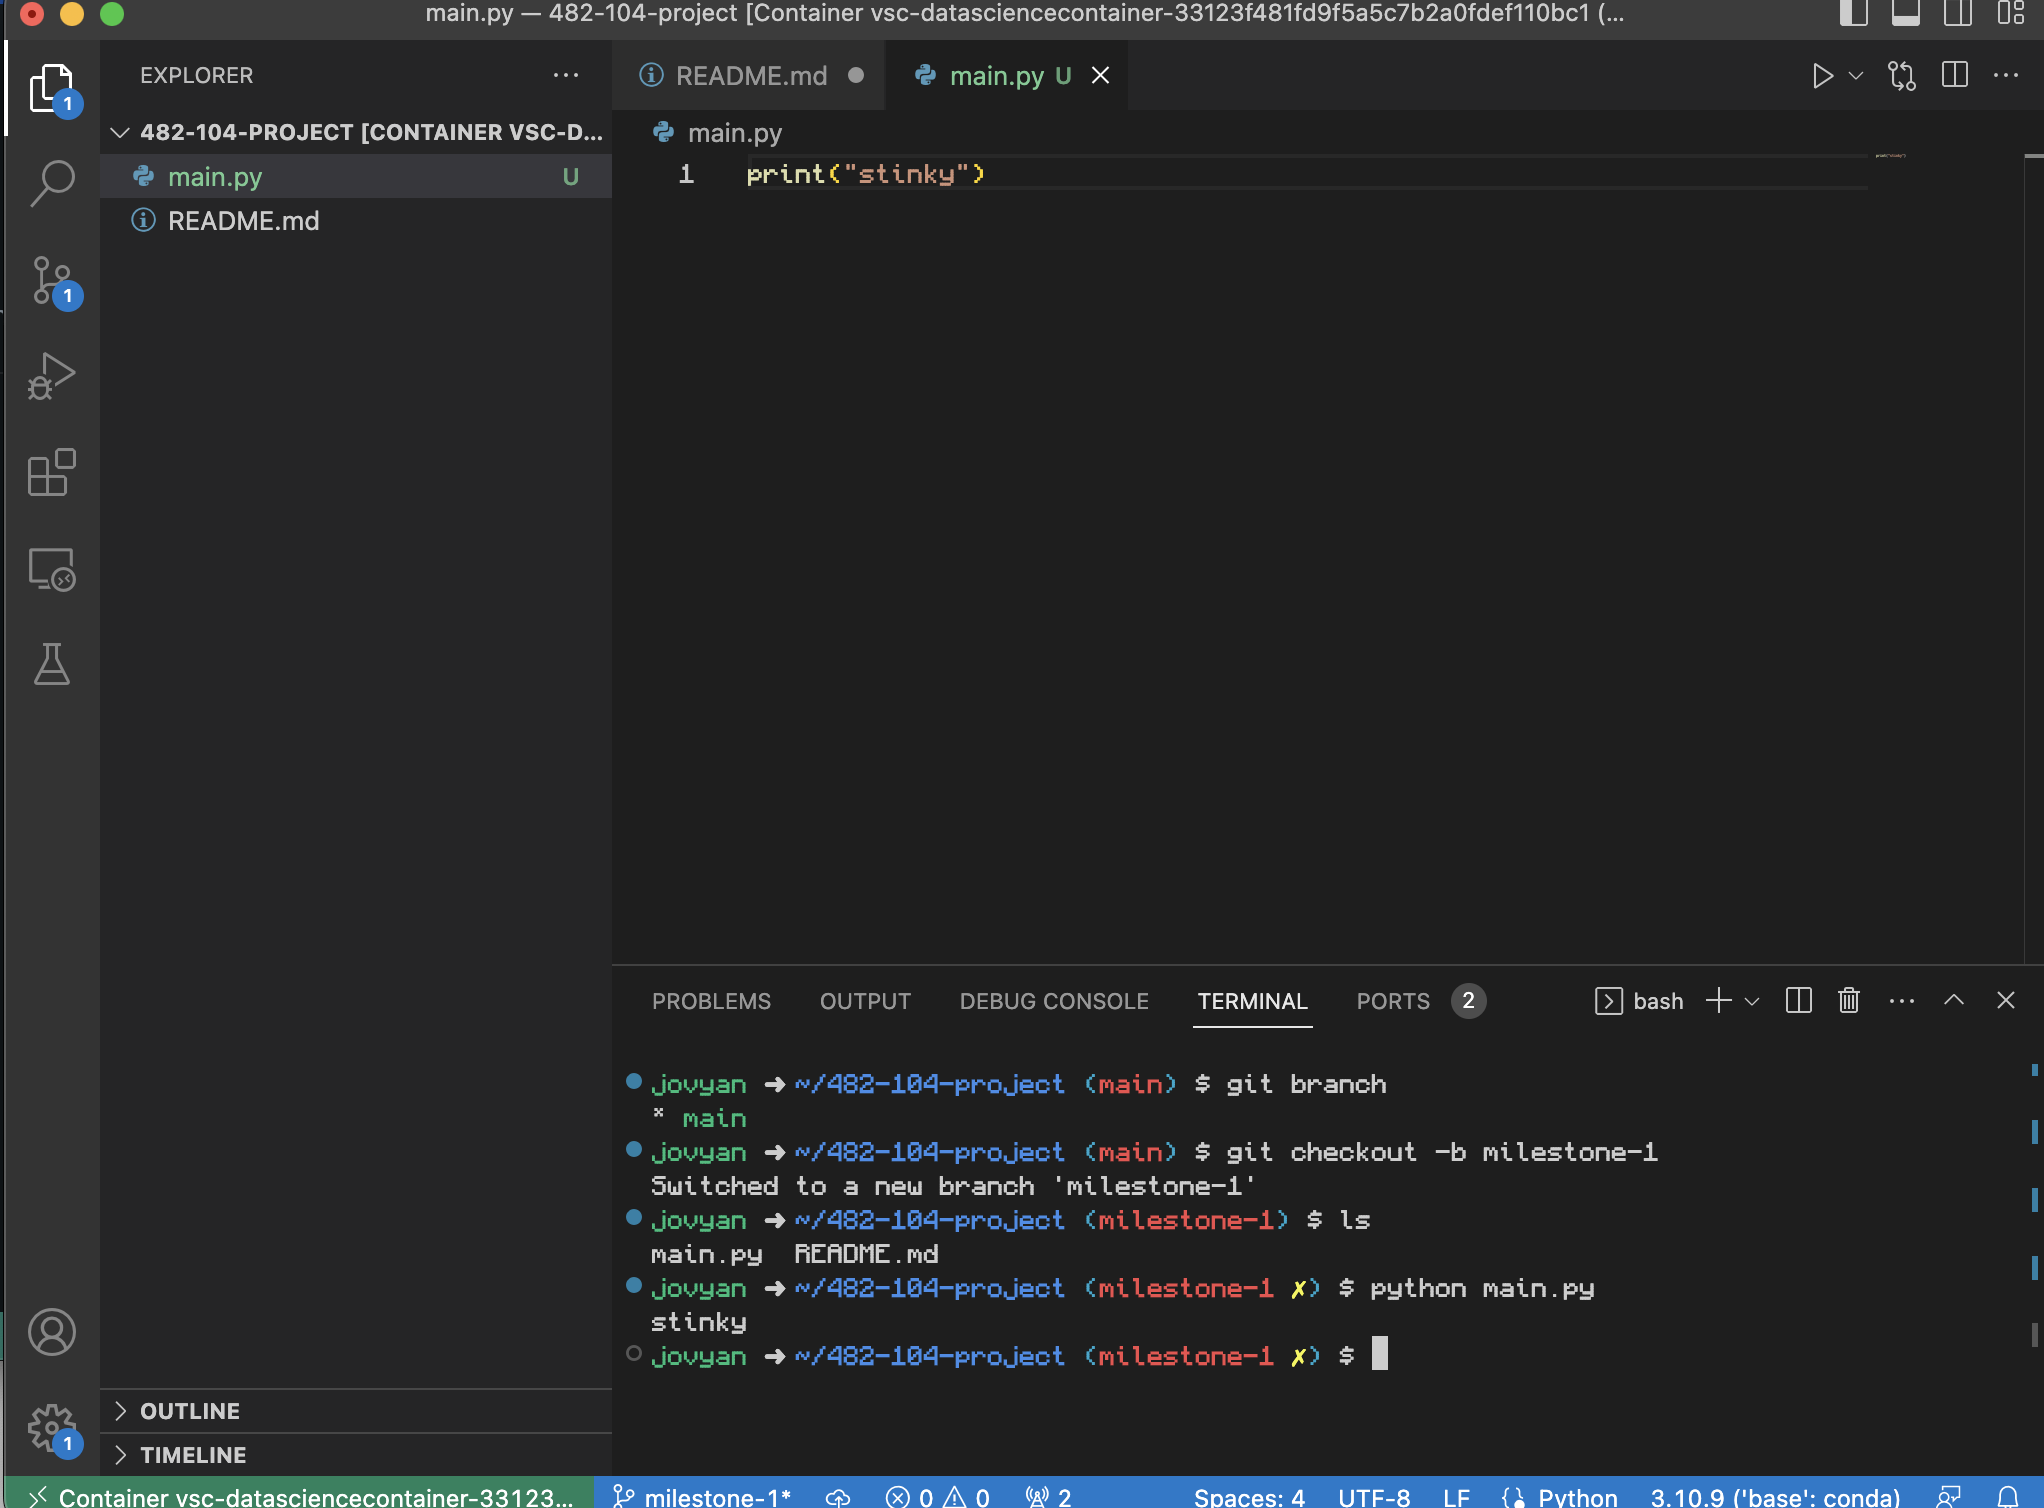 main.py — 482-104-project [Container vsc-datasciencecontainer-33123f481fd9f5a5c7b2a0fdef110bc1 (...
EXPLORER
README.md
main.py U
1
482-104-PROJECT [CONTAINER VSC-D...
main.py
main.py U
1 print("stinky")
README.md
1
PROBLEMS OUTPUT DEBUG CONSOLE TERMINAL PORTS 2 bash
jovyan ➜ ~/482-104-project (main) $ git branch
* main
jovyan ➜ ~/482-104-project (main) $ git checkout -b milestone-1
Switched to a new branch 'milestone-1'
jovyan ➜ ~/482-104-project (milestone-1) $ ls
main.py README.md
jovyan ➜ ~/482-104-project (milestone-1 ✗) $ python main.py
stinky
jovyan ➜ ~/482-104-project (milestone-1 ✗) $
OUTLINE
1
TIMELINE
Container vsc-datasciencecontainer-33123... milestone-1* 0 0 2 Spaces: 4 UTF-8 LF Python 3.10.9 ('base': conda)